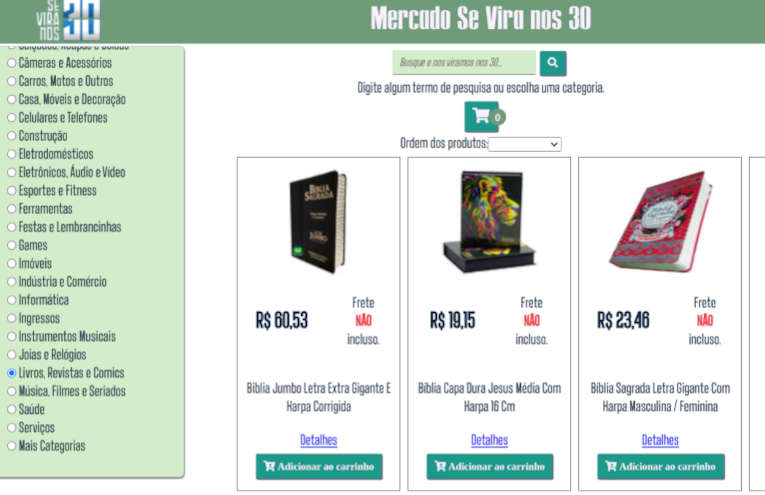 SE
VIRA
NOS
30
Mercado Se Vira nos 30
Calçados, Roupas e Bolsas
Câmeras e Acessórios
Carros, Motos e Outros
Casa, Móveis e Decoração
Celulares e Telefones
Construção
Eletrodomésticos
Eletrônicos, Áudio e Vídeo
Esportes e Fitness
Ferramentas
Festas e Lembrancinhas
Games
Imóveis
Indústria e Comércio
Informática
Ingressos
Instrumentos Musicais
Joias e Relógios
Livros, Revistas e Comics
Música, Filmes e Seriados
Saúde
Serviços
Mais Categorias
Busque e nos viramos nos 30...
Digite algum termo de pesquisa ou escolha uma categoria.
0
Ordem dos produtos:
BÍBLIA
SAGRADA
R$ 60,53
Frete
NÃO
incluso.
Bíblia Jumbo Letra Extra Gigante E
Harpa Corrigida
Detalhes
Adicionar ao carrinho
R$ 19,15
Frete
NÃO
incluso.
Bíblia Capa Dura Jesus Média Com
Harpa 16 Cm
Detalhes
Adicionar ao carrinho
R$ 23,46
Frete
NÃO
incluso.
Bíblia Sagrada Letra Gigante Com
Harpa Masculina / Feminina
Detalhes
Adicionar ao carrinho